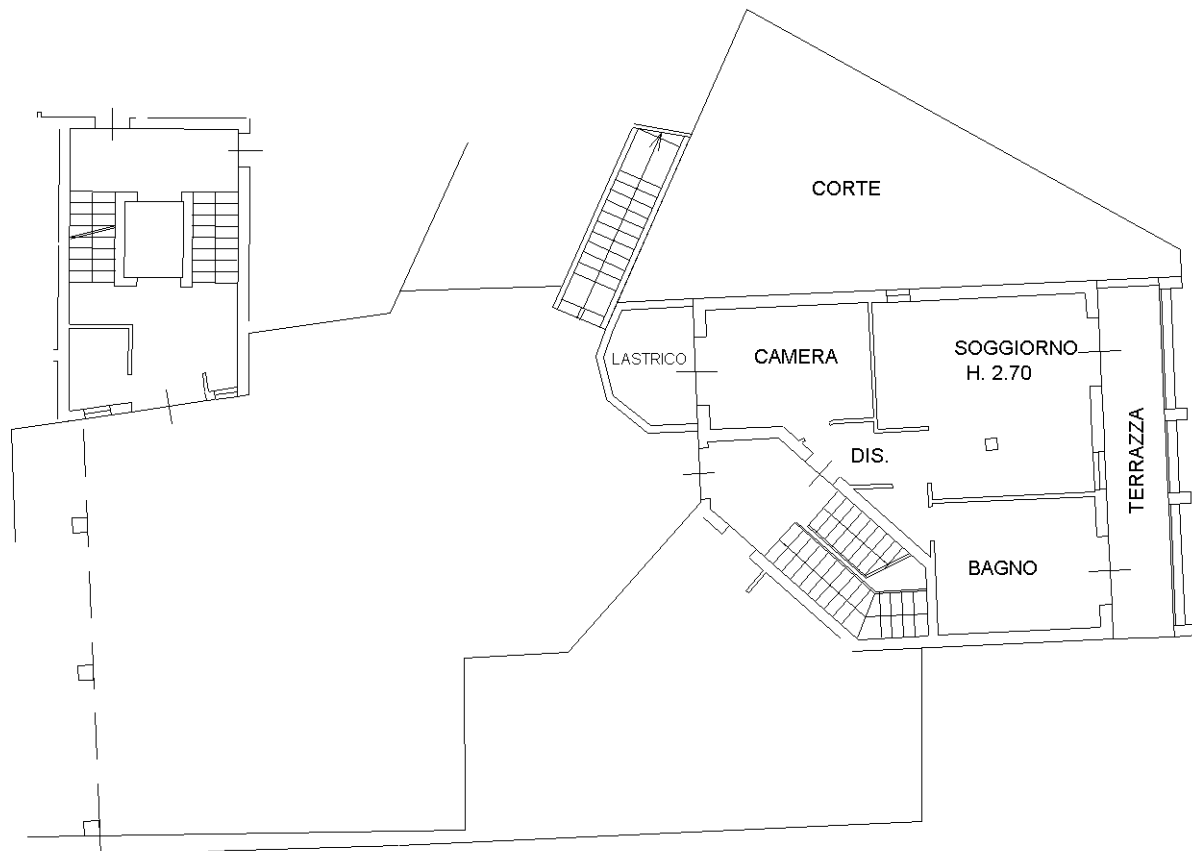 CORTE
LASTRICO
CAMERA
SOGGIORNO
H. 2.70
DIS.
TERRAZZA
BAGNO